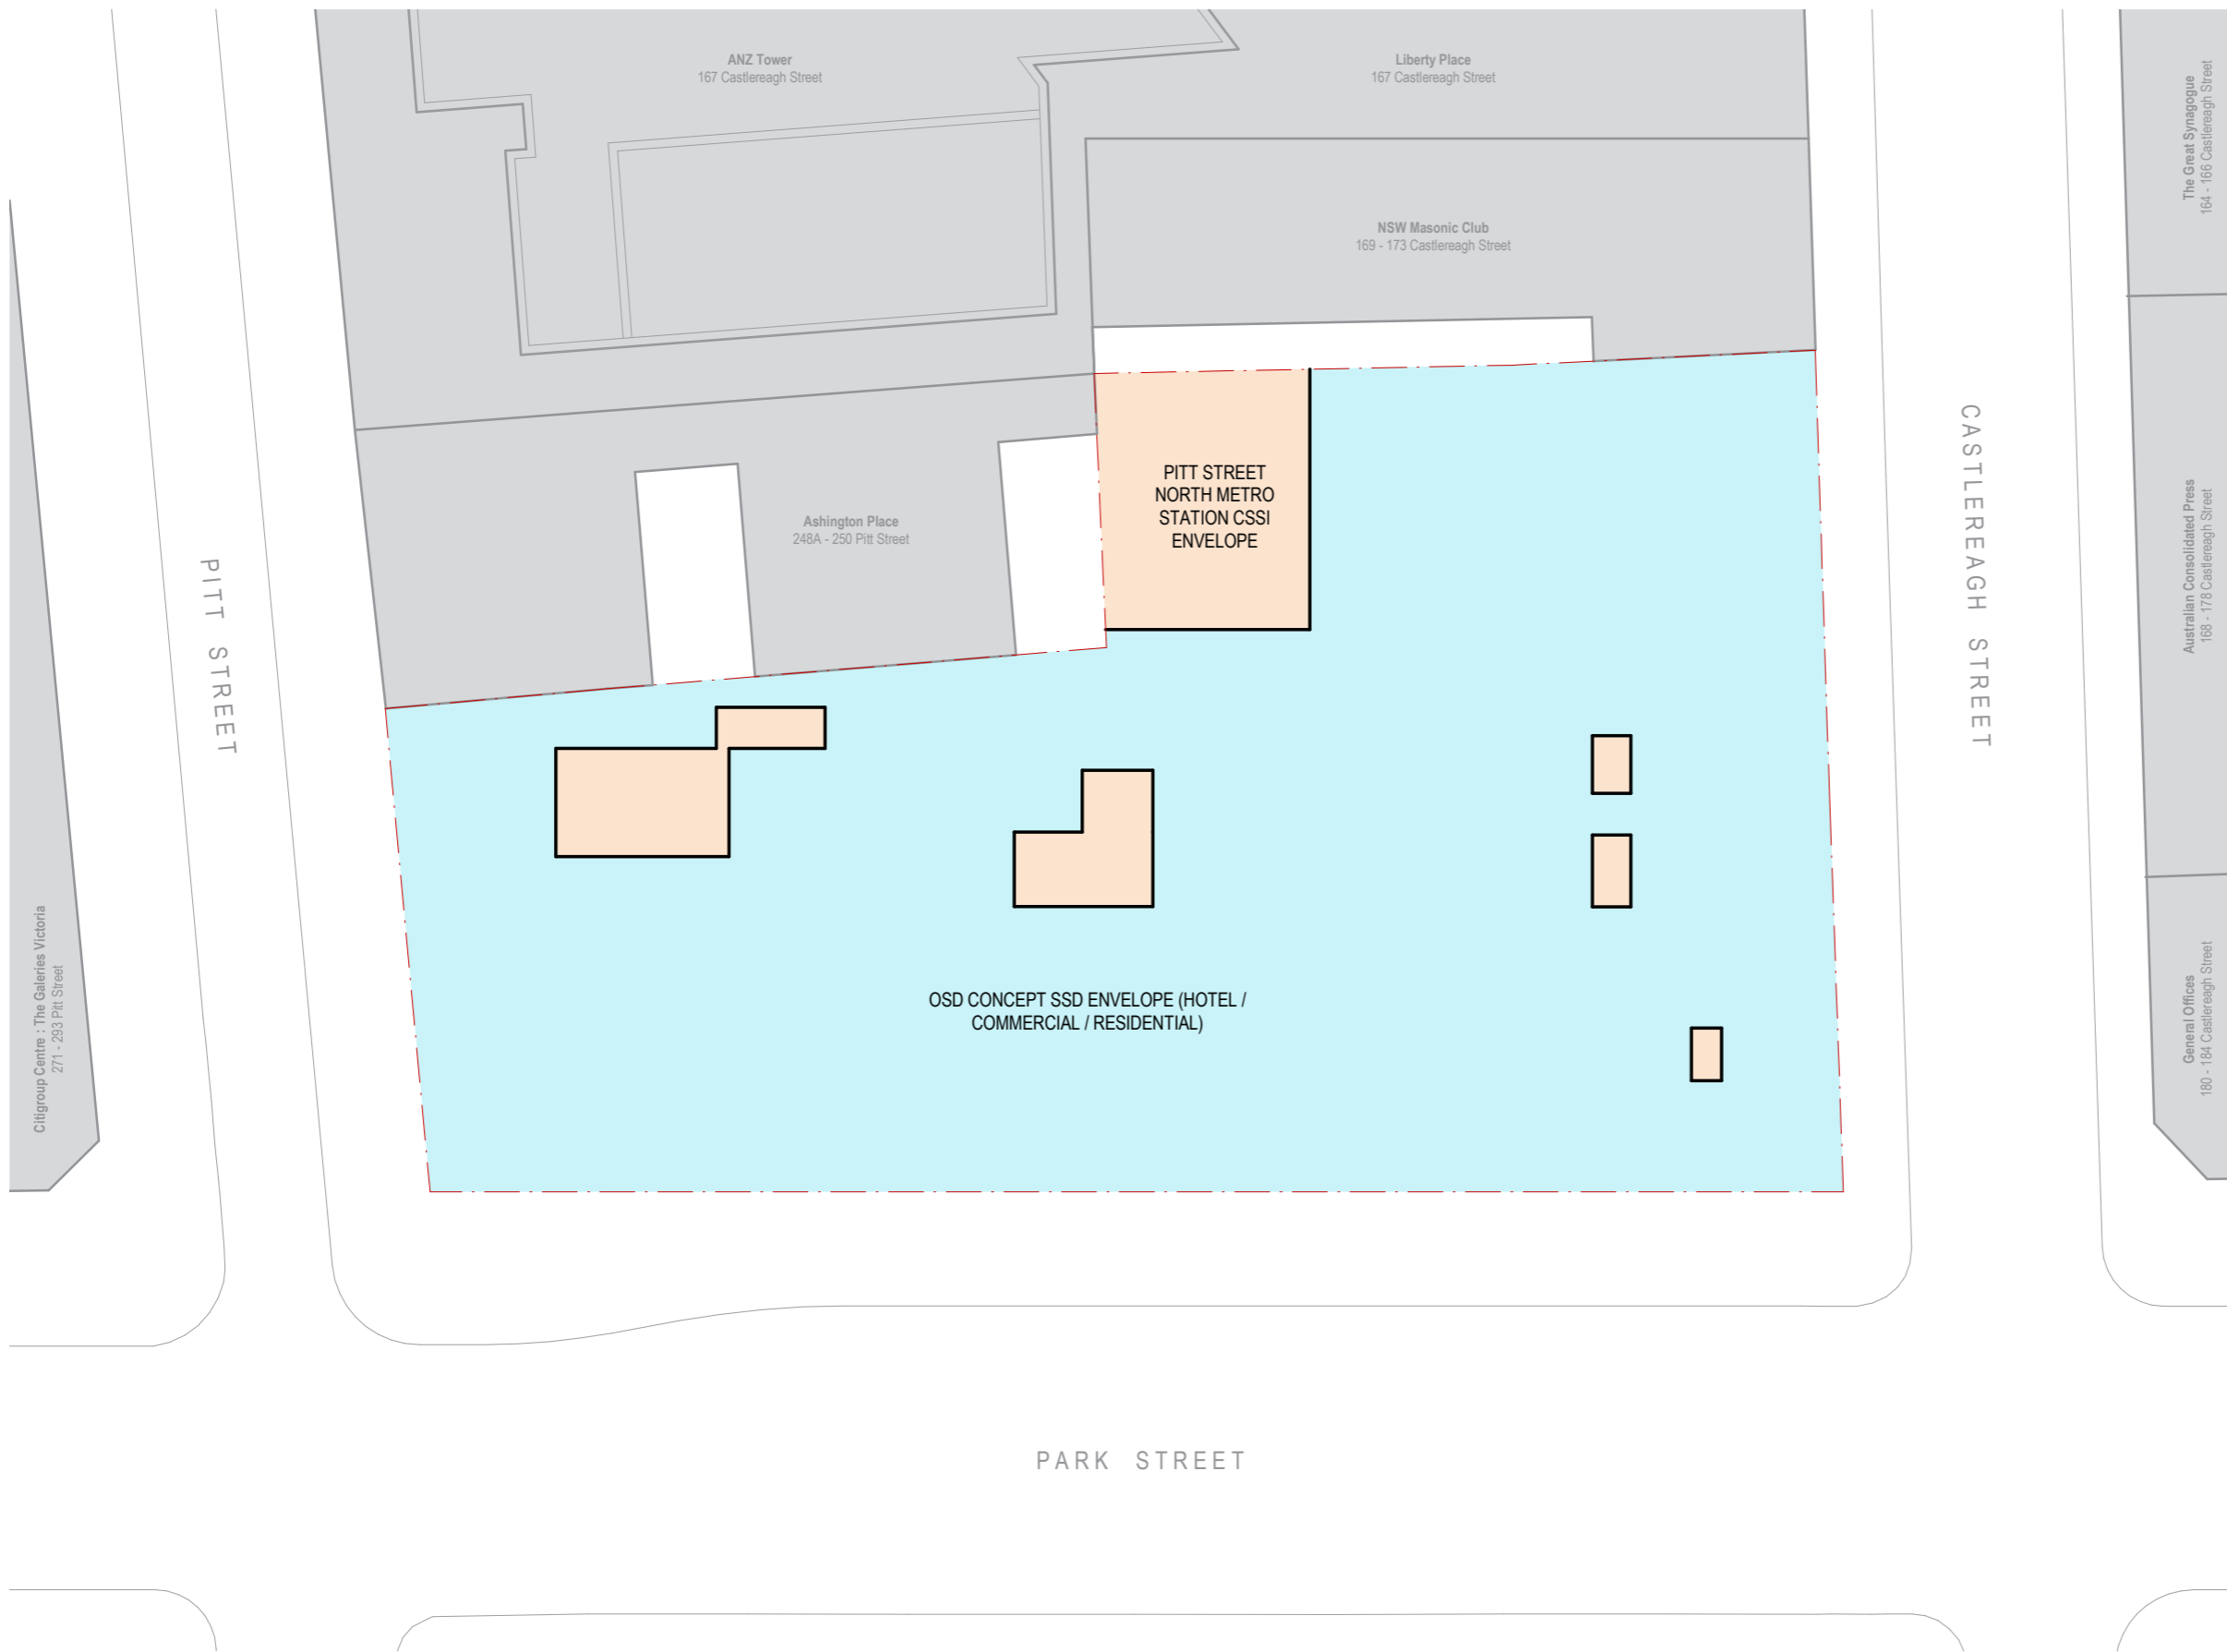 ANZ Tower
167 Castlereagh Street
Liberty Place
167 Castlereagh Street
The Great Synagogue
164 - 166 Castlereagh Street
NSW Masonic Club
169 - 173 Castlereagh Street
PITT STREET
NORTH METRO
STATION CSSI
ENVELOPE
Ashington Place
248A - 250 Pitt Street
CASTLEREAGH STREET
Australian Consolidated Press
168 - 178 Castlereagh Street
PITT STREET
Citigroup Centre : The Galeries Victoria
271 - 293 Pitt Street
OSD CONCEPT SSD ENVELOPE (HOTEL /
COMMERCIAL / RESIDENTIAL)
General Offices
180 - 184 Castlereagh Street
PARK STREET